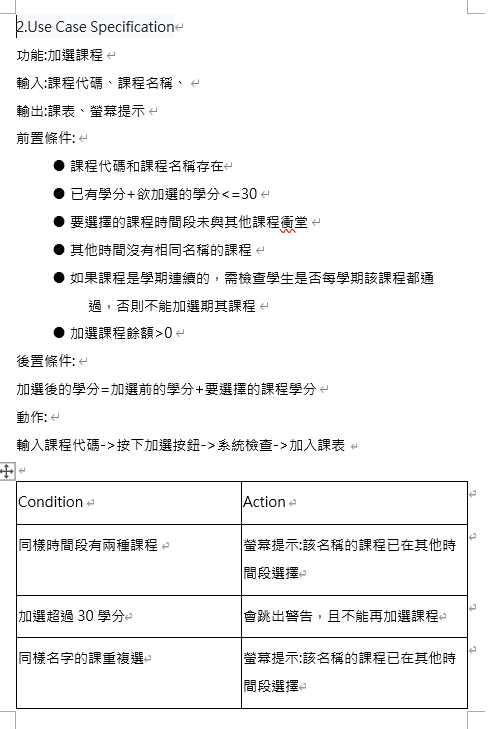 2.Use Case Specification
功能:加選課程
輸入:課程代碼、課程名稱、
輸出:課表、螢幕提示
前置條件:
● 課程代碼和課程名稱存在
● 已有學分+欲加選的學分<=30
● 要選擇的課程時間段未與其他課程衝堂
● 其他時間沒有相同名稱的課程
● 如果課程是學期連續的，需檢查學生是否每學期該課程都通
過，否則不能加選期其課程
● 加選課程餘額>0
後置條件:
加選後的學分=加選前的學分+要選擇的課程學分
動作:
輸入課程代碼->按下加選按鈕->系統檢查->加入課表
Condition
Action
同樣時間段有兩種課程
螢幕提示:該名稱的課程已在其他時
間段選擇
加選超過 30 學分
會跳出警告，且不能再加選課程
同樣名字的課重複選
螢幕提示:該名稱的課程已在其他時
間段選擇